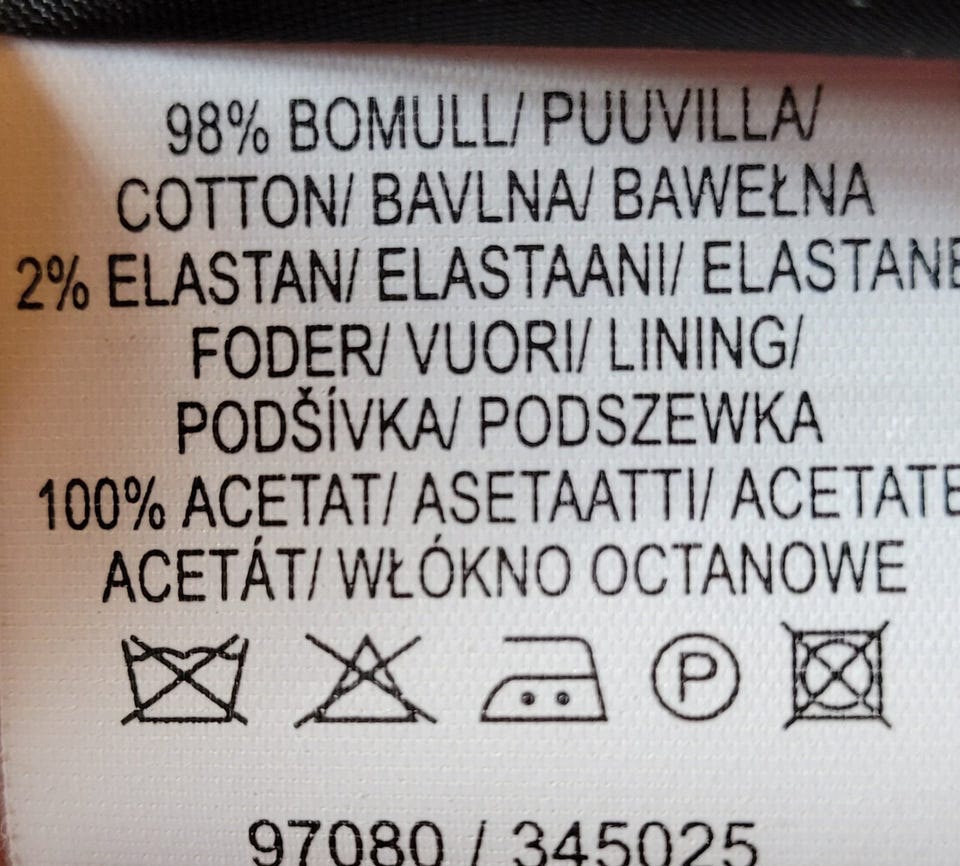 98% BOMULL/ PUUVILLA/
COTTON/ BAVLNA/ BAWEŁNA
2% ELASTAN/ ELASTAANI/ ELASTANE
FODER/ VUORI/ LINING/
PODŠÍVKA/ PODSZEWKA
100% ACETAT/ ASETAATTI/ ACETATE
ACETÁT/ WŁÓKNO OCTANOWE
P
97080 / 345025